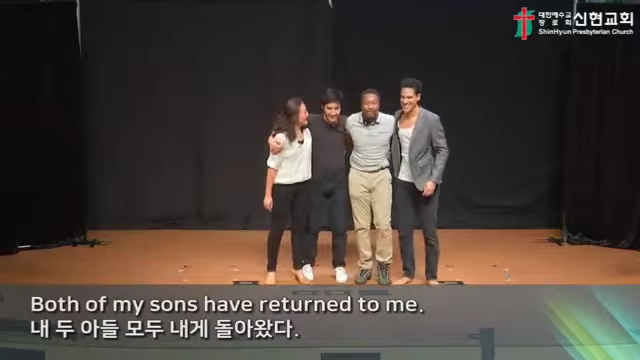 대한예수교
장로회
신현교회
ShinHyun Presbyterian Church
Both of my sons have returned to me.
내 두 아들 모두 내게 돌아왔다.